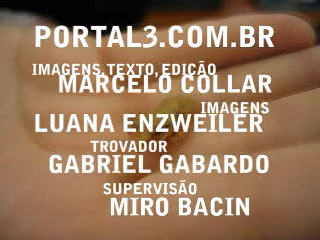 PORTAL3.COM.BR
IMAGENS, TEXTO, EDIÇÃO
MARCELO COLLAR
IMAGENS
LUANA ENZWEILER
TROVADOR
GABRIEL GABARDO
SUPERVISÃO
MIRO BACIN